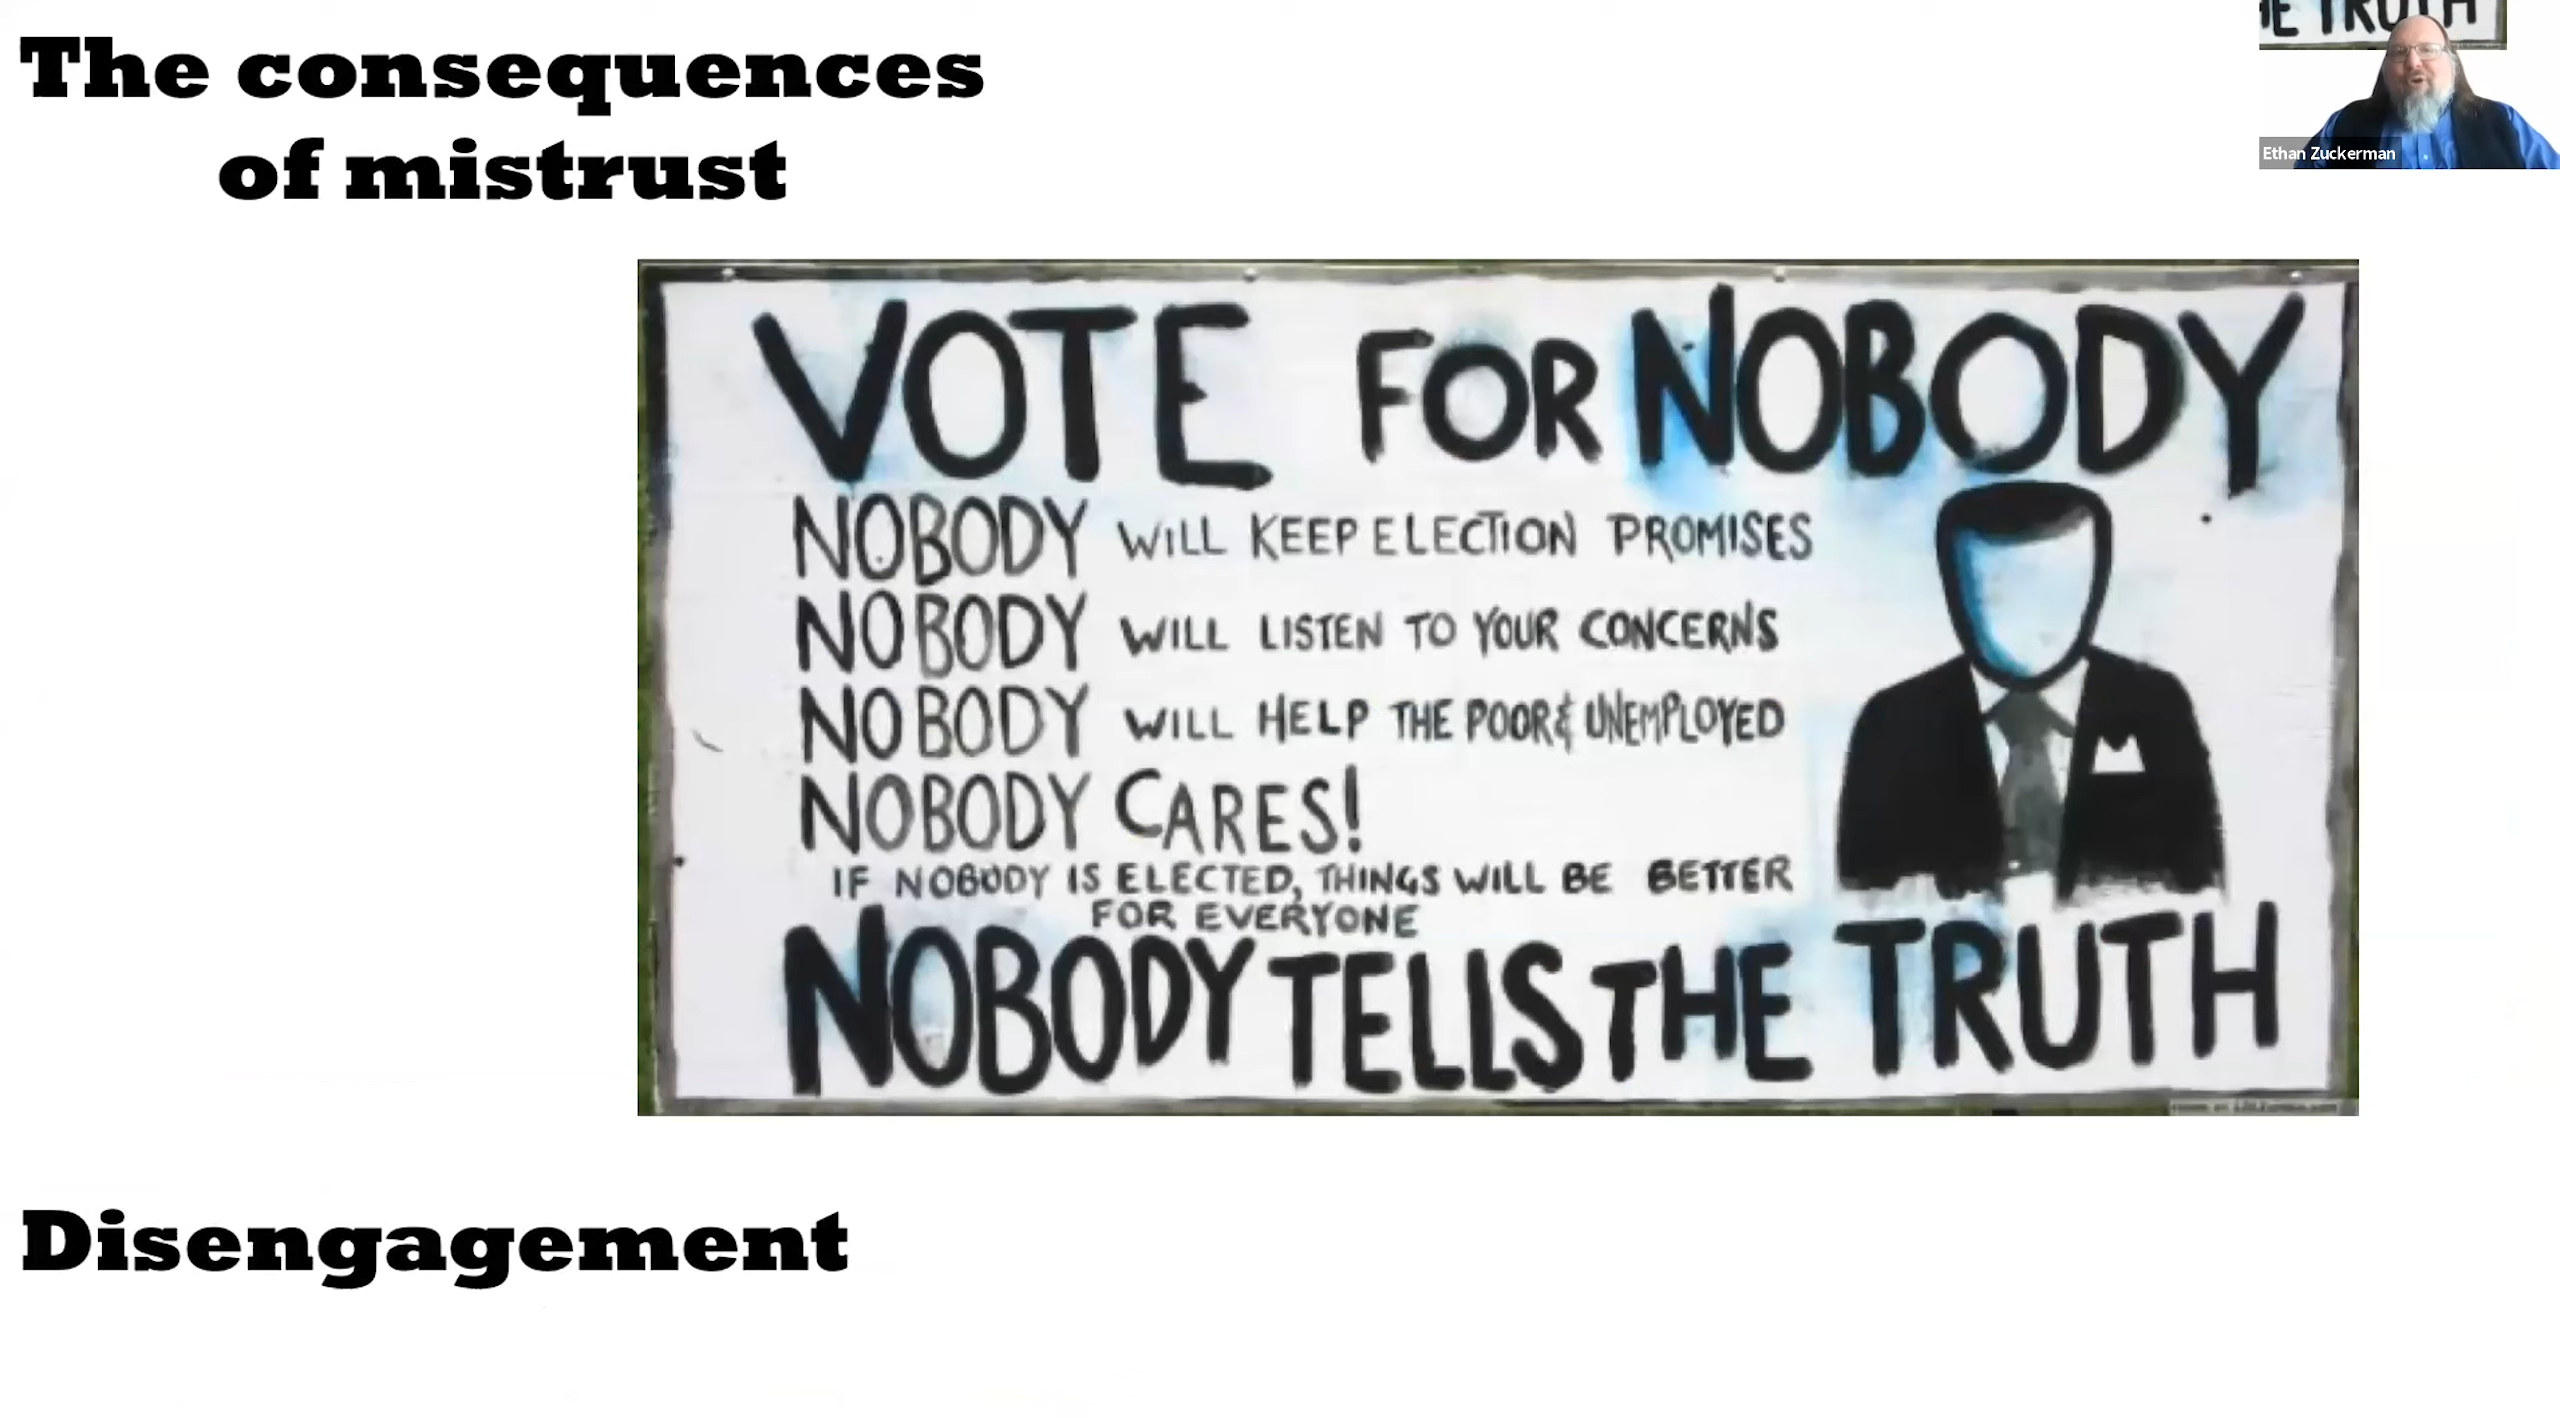 The consequences
of mistrust
HE TRUTH
Ethan Zuckerman
VOTE FOR NOBODY
NOBODY WILL KEEP ELECTION PROMISES
NOBODY WILL LISTEN TO YOUR CONCERNS
NOBODY WILL HELP THE POOR & UNEMPLOYED
NOBODY CARES!
IF NOBODY IS ELECTED, THINGS WILL BE BETTER
FOR EVERYONE
NOBODY TELLS THE TRUTH
Disengagement